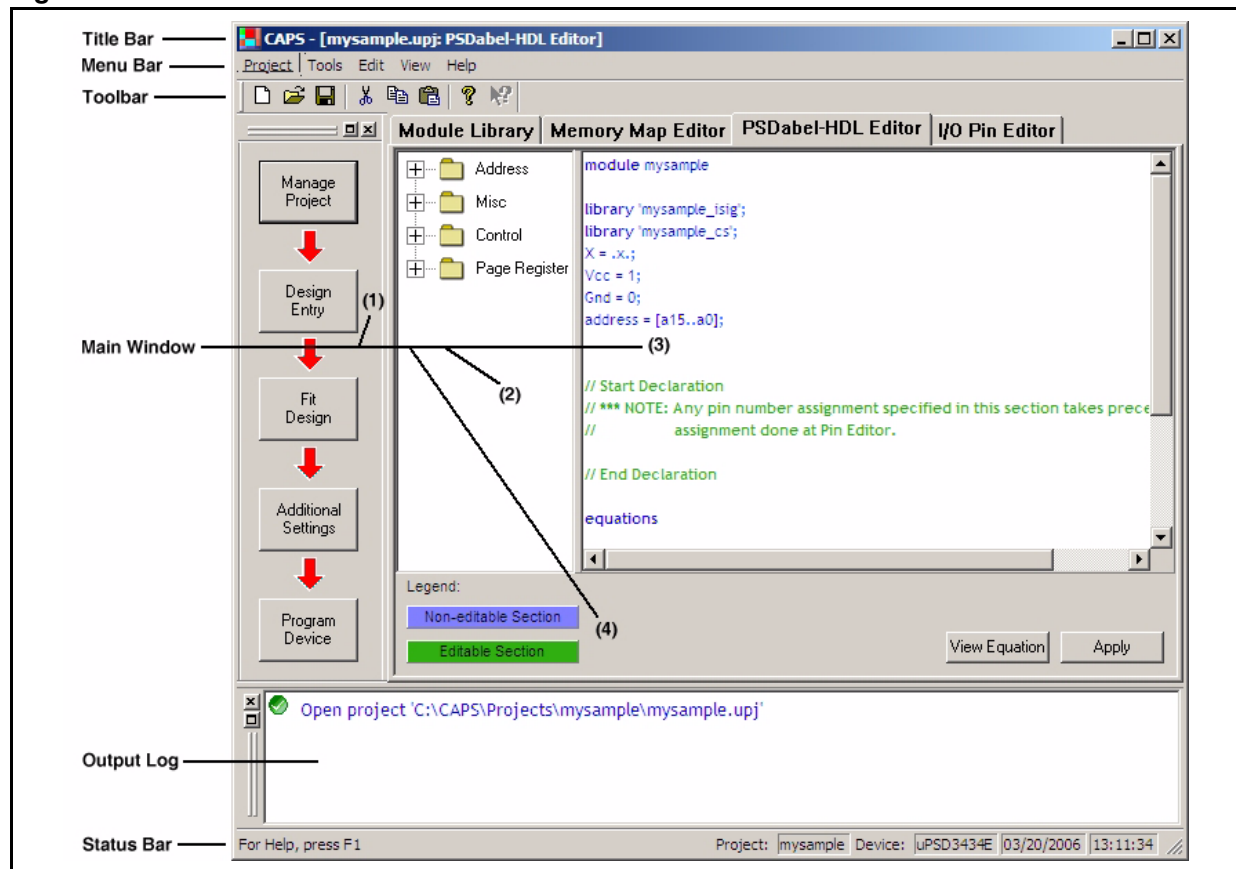 Title Bar
CAPS - [mysample.upj: PSDabel-HDL Editor]
Menu Bar
Project Tools Edit View Help
Toolbar
Module Library Memory Map Editor PSDabel-HDL Editor I/O Pin Editor
Manage
Project
Design
Entry
Fit
Design
Additional
Settings
Program
Device
(1)
Main Window
Address
Misc
Control
Page Register
(2)
(3)
(4)
module mysample
library 'mysample_isig';
library 'mysample_cs';
X = .x.;
Vcc = 1;
Gnd = 0;
address = [a15..a0];
// Start Declaration
// *** NOTE: Any pin number assignment specified in this section takes prece
// assignment done at Pin Editor.
// End Declaration
equations
Legend:
Non-editable Section
Editable Section
View Equation
Apply
Open project 'C:\CAPS\Projects\mysample\mysample.upj'
Output Log
Status Bar
For Help, press F1
Project: mysample Device: uPSD3434E 03/20/2006 13:11:34